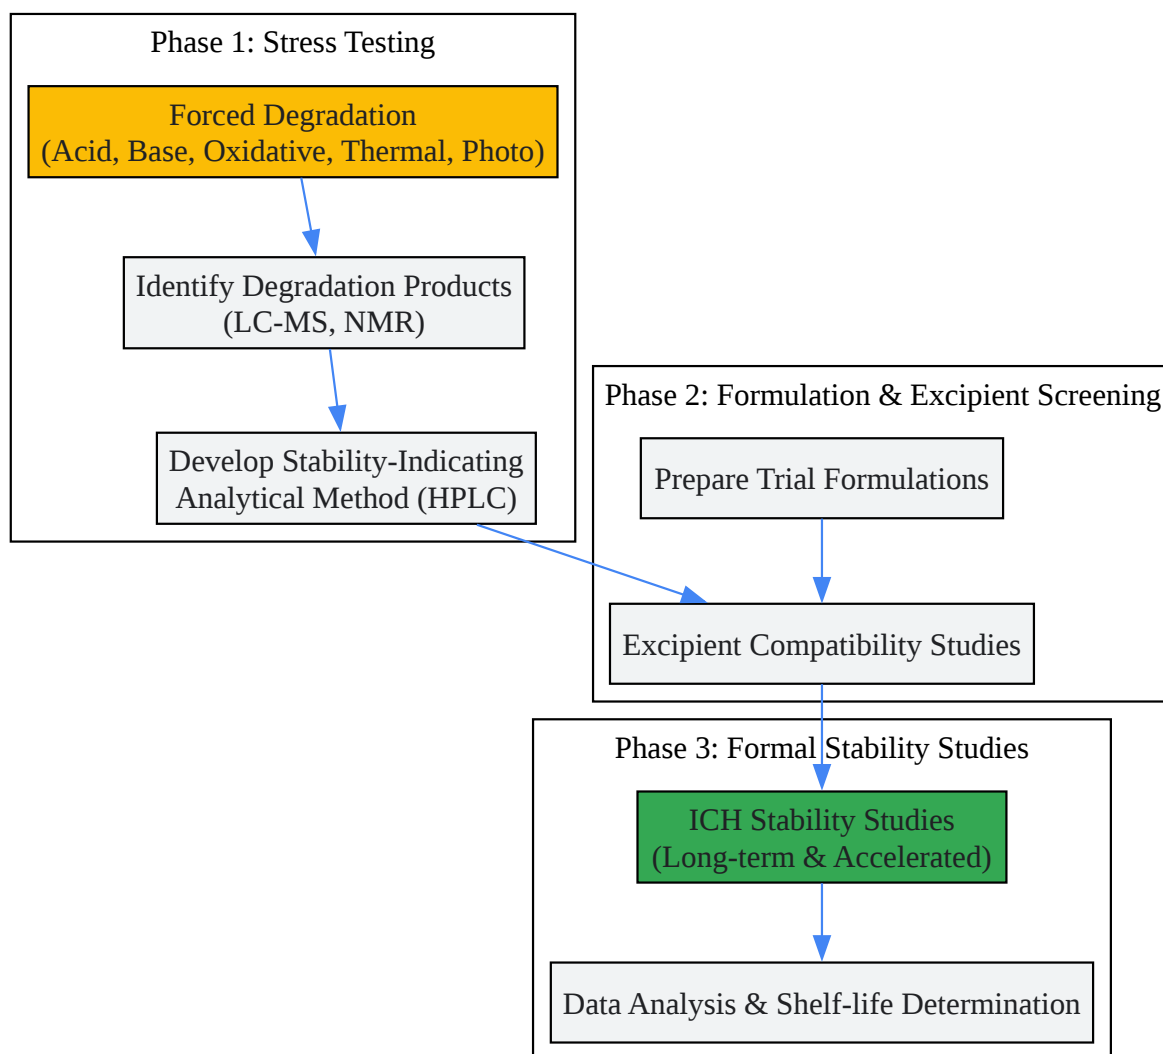 Phase 1: Stress Testing
Forced Degradation
(Acid, Base, Oxidative, Thermal, Photo)
Identify Degradation Products
(LC-MS, NMR)
Develop Stability-Indicating
Analytical Method (HPLC)
Phase 2: Formulation & Excipient Screening
Prepare Trial Formulations
Excipient Compatibility Studies
Phase 3: Formal Stability Studies
ICH Stability Studies
(Long-term & Accelerated)
Data Analysis & Shelf-life Determination